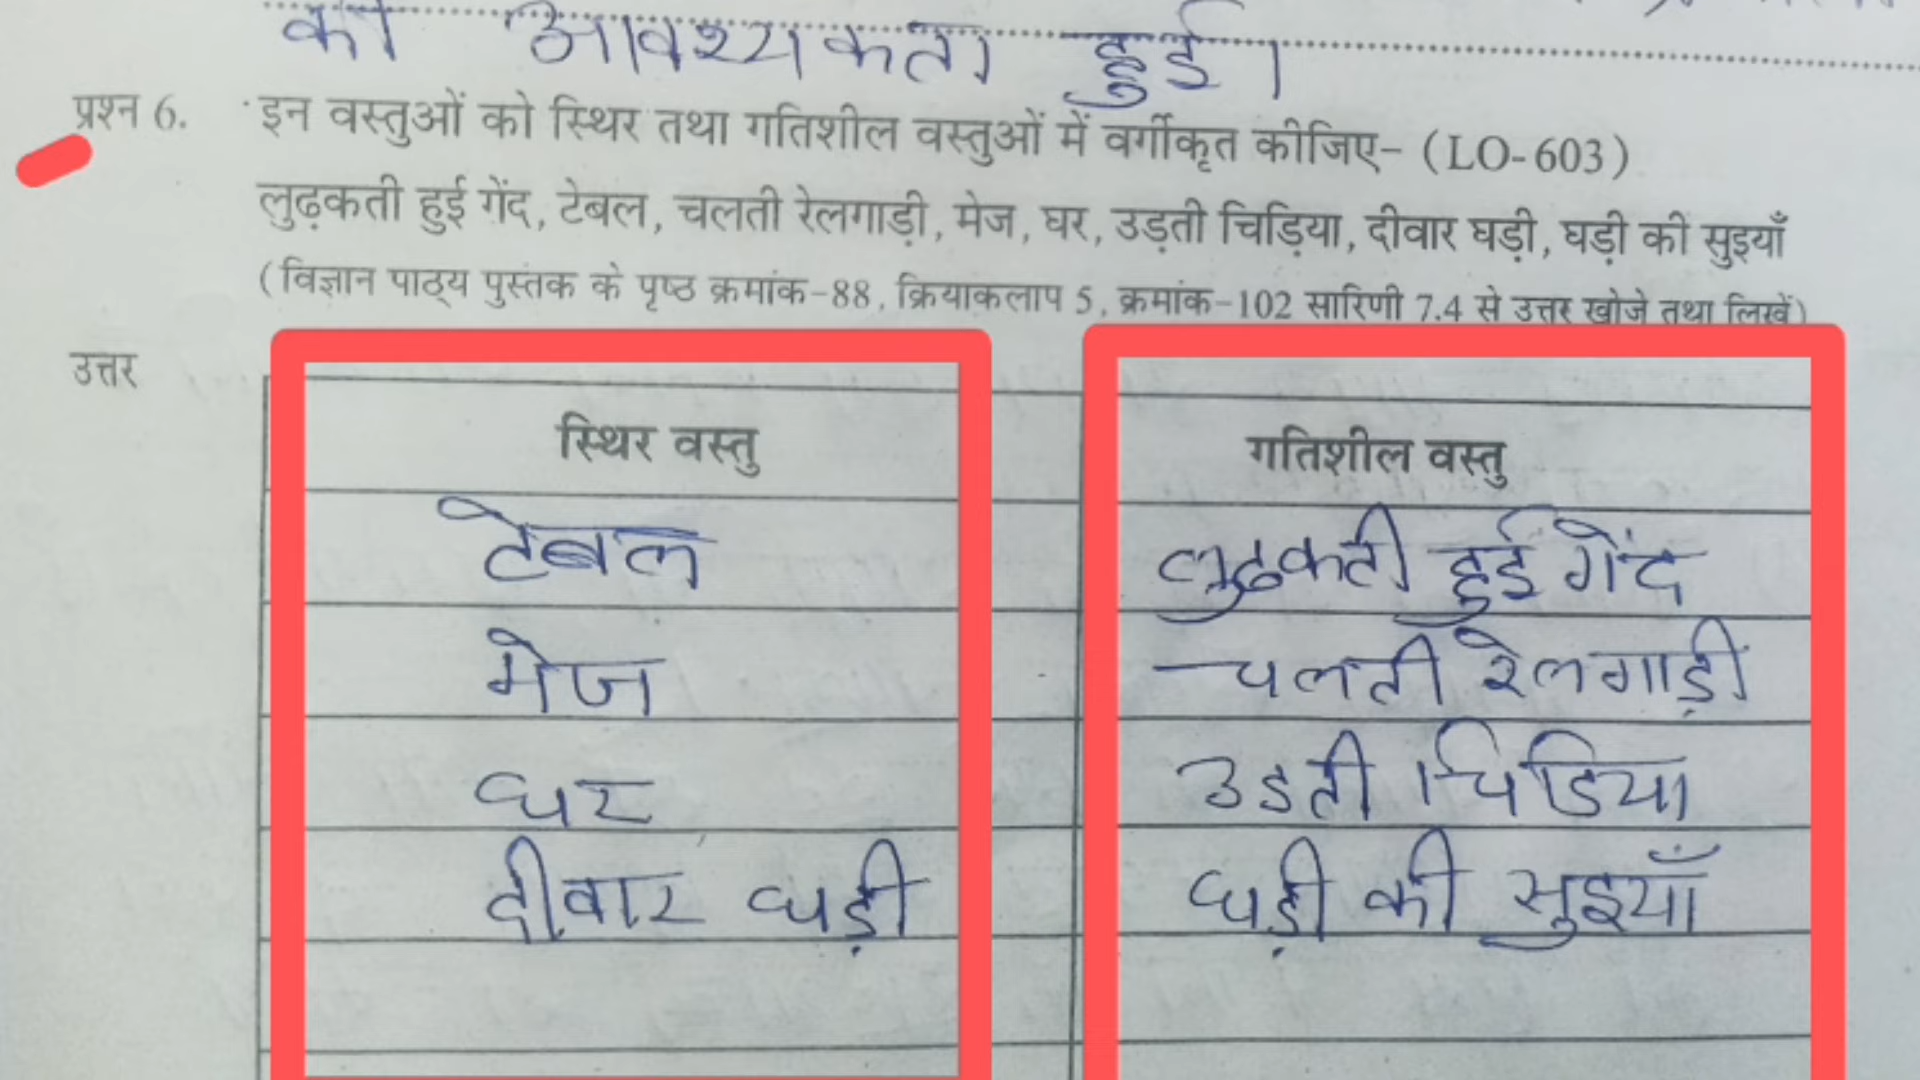 की आवश्यकता हुई।
प्रश्न 6. इन वस्तुओं को स्थिर तथा गतिशील वस्तुओं में वर्गीकृत कीजिए- (LO-603)
लुढ़कती हुई गेंद, टेबल, चलती रेलगाड़ी, मेज, घर, उड़ती चिड़िया, दीवार घड़ी, घड़ी की सुइयाँ
(विज्ञान पाठ्य पुस्तक के पृष्ठ क्रमांक-88, क्रियाकलाप 5, क्रमांक-102 सारिणी 7.4 से उत्तर खोजे तथा लिखें)
उत्तर
स्थिर वस्तु गतिशील वस्तु
टेबल लुढकती हुई गेंद
मेज चलती रेलगाड़ी
घर उडती चिडिया
दीवार घड़ी घड़ी की सुइयाँ